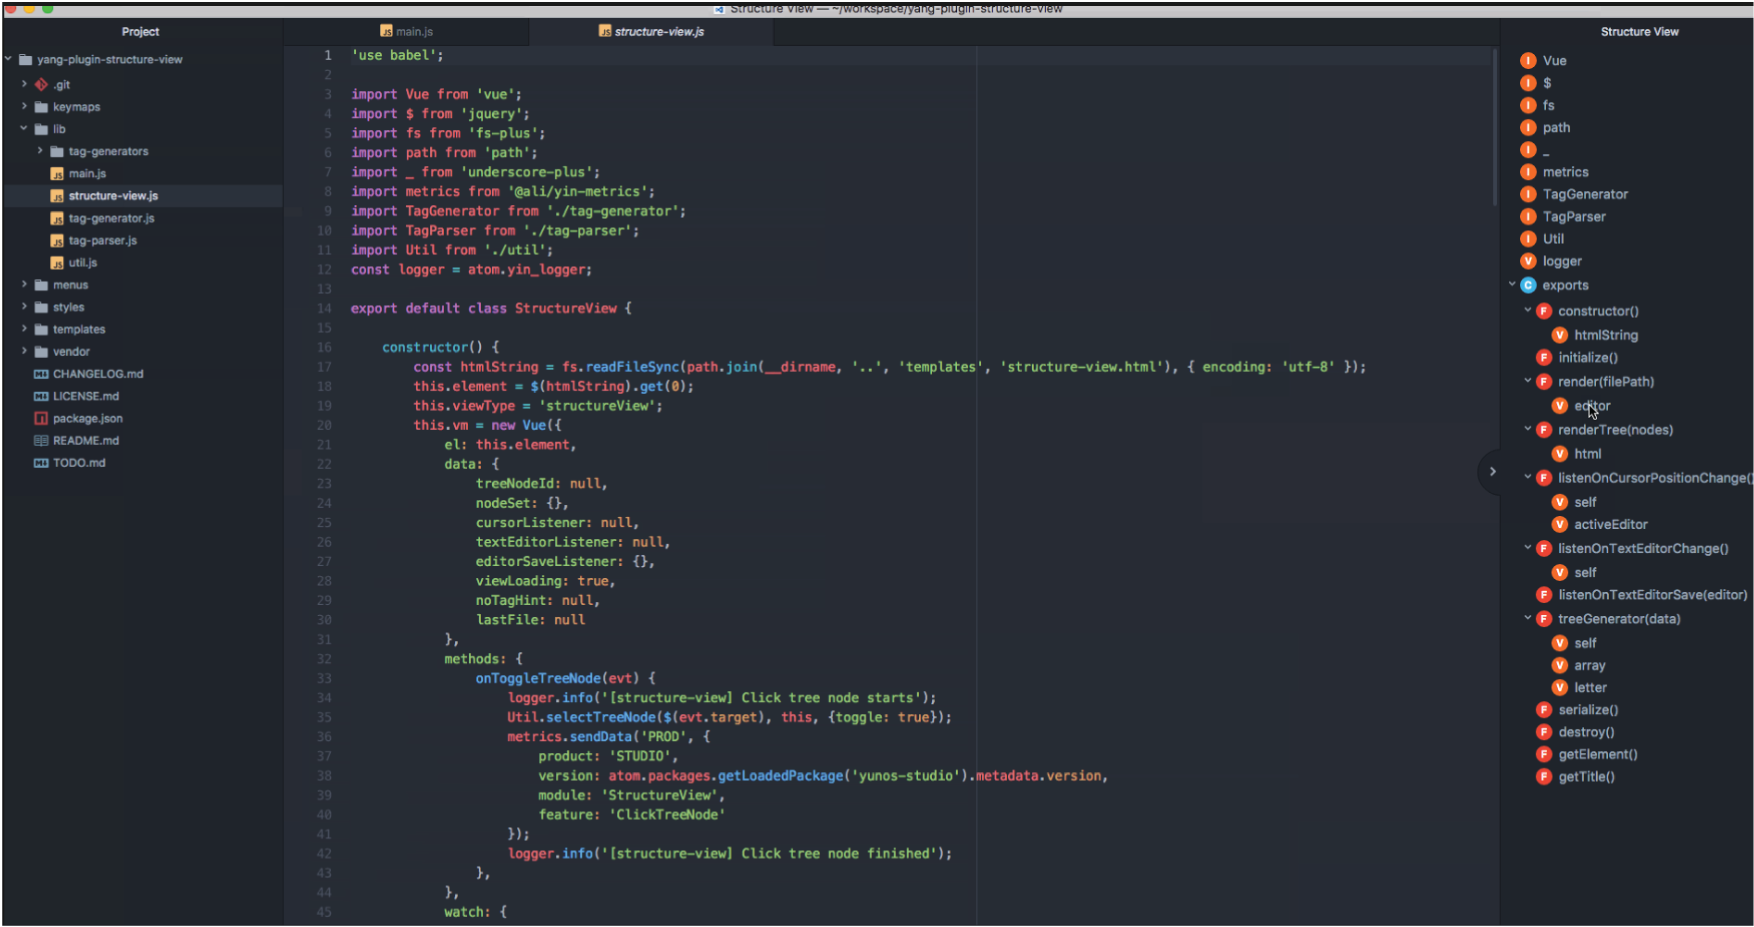 Structure View — ~/workspace/yang-plugin-structure-view
Project
yang-plugin-structure-view
.git
keymaps
lib
tag-generators
main.js
structure-view.js
tag-generator.js
tag-parser.js
util.js
menus
styles
templates
vendor
CHANGELOG.md
LICENSE.md
package.json
README.md
TODO.md
main.js
structure-view.js
1 'use babel';
2
3 import Vue from 'vue';
4 import $ from 'jquery';
5 import fs from 'fs-plus';
6 import path from 'path';
7 import _ from 'underscore-plus';
8 import metrics from '@ali/yin-metrics';
9 import TagGenerator from './tag-generator';
10 import TagParser from './tag-parser';
11 import Util from './util';
12 const logger = atom.yin_logger;
13
14 export default class StructureView {
15
16 constructor() {
17 const htmlString = fs.readFileSync(path.join(__dirname, '..', 'templates', 'structure-view.html'), { encoding: 'utf-8' });
18 this.element = $(htmlString).get(0);
19 this.viewType = 'structureView';
20 this.vm = new Vue({
21 el: this.element,
22 data: {
23 treeNodeId: null,
24 nodeSet: {},
25 cursorListener: null,
26 textEditorListener: null,
27 editorSaveListener: {},
28 viewLoading: true,
29 noTagHint: null,
30 lastFile: null
31 },
32 methods: {
33 onToggleTreeNode(evt) {
34 logger.info('[structure-view] Click tree node starts');
35 Util.selectTreeNode($(evt.target), this, {toggle: true});
36 metrics.sendData('PROD', {
37 product: 'STUDIO',
38 version: atom.packages.getLoadedPackage('yunos-studio').metadata.version,
39 module: 'StructureView',
40 feature: 'ClickTreeNode'
41 });
42 logger.info('[structure-view] Click tree node finished');
43 },
44 },
45 watch: {
Structure View
I Vue
I $
I fs
I path
I _
I metrics
I TagGenerator
I TagParser
I Util
V logger
C exports
F constructor()
V htmlString
F initialize()
F render(filePath)
V editor
F renderTree(nodes)
V html
F listenOnCursorPositionChange()
V self
V activeEditor
F listenOnTextEditorChange()
V self
F listenOnTextEditorSave(editor)
F treeGenerator(data)
V self
V array
V letter
F serialize()
F destroy()
F getElement()
F getTitle()